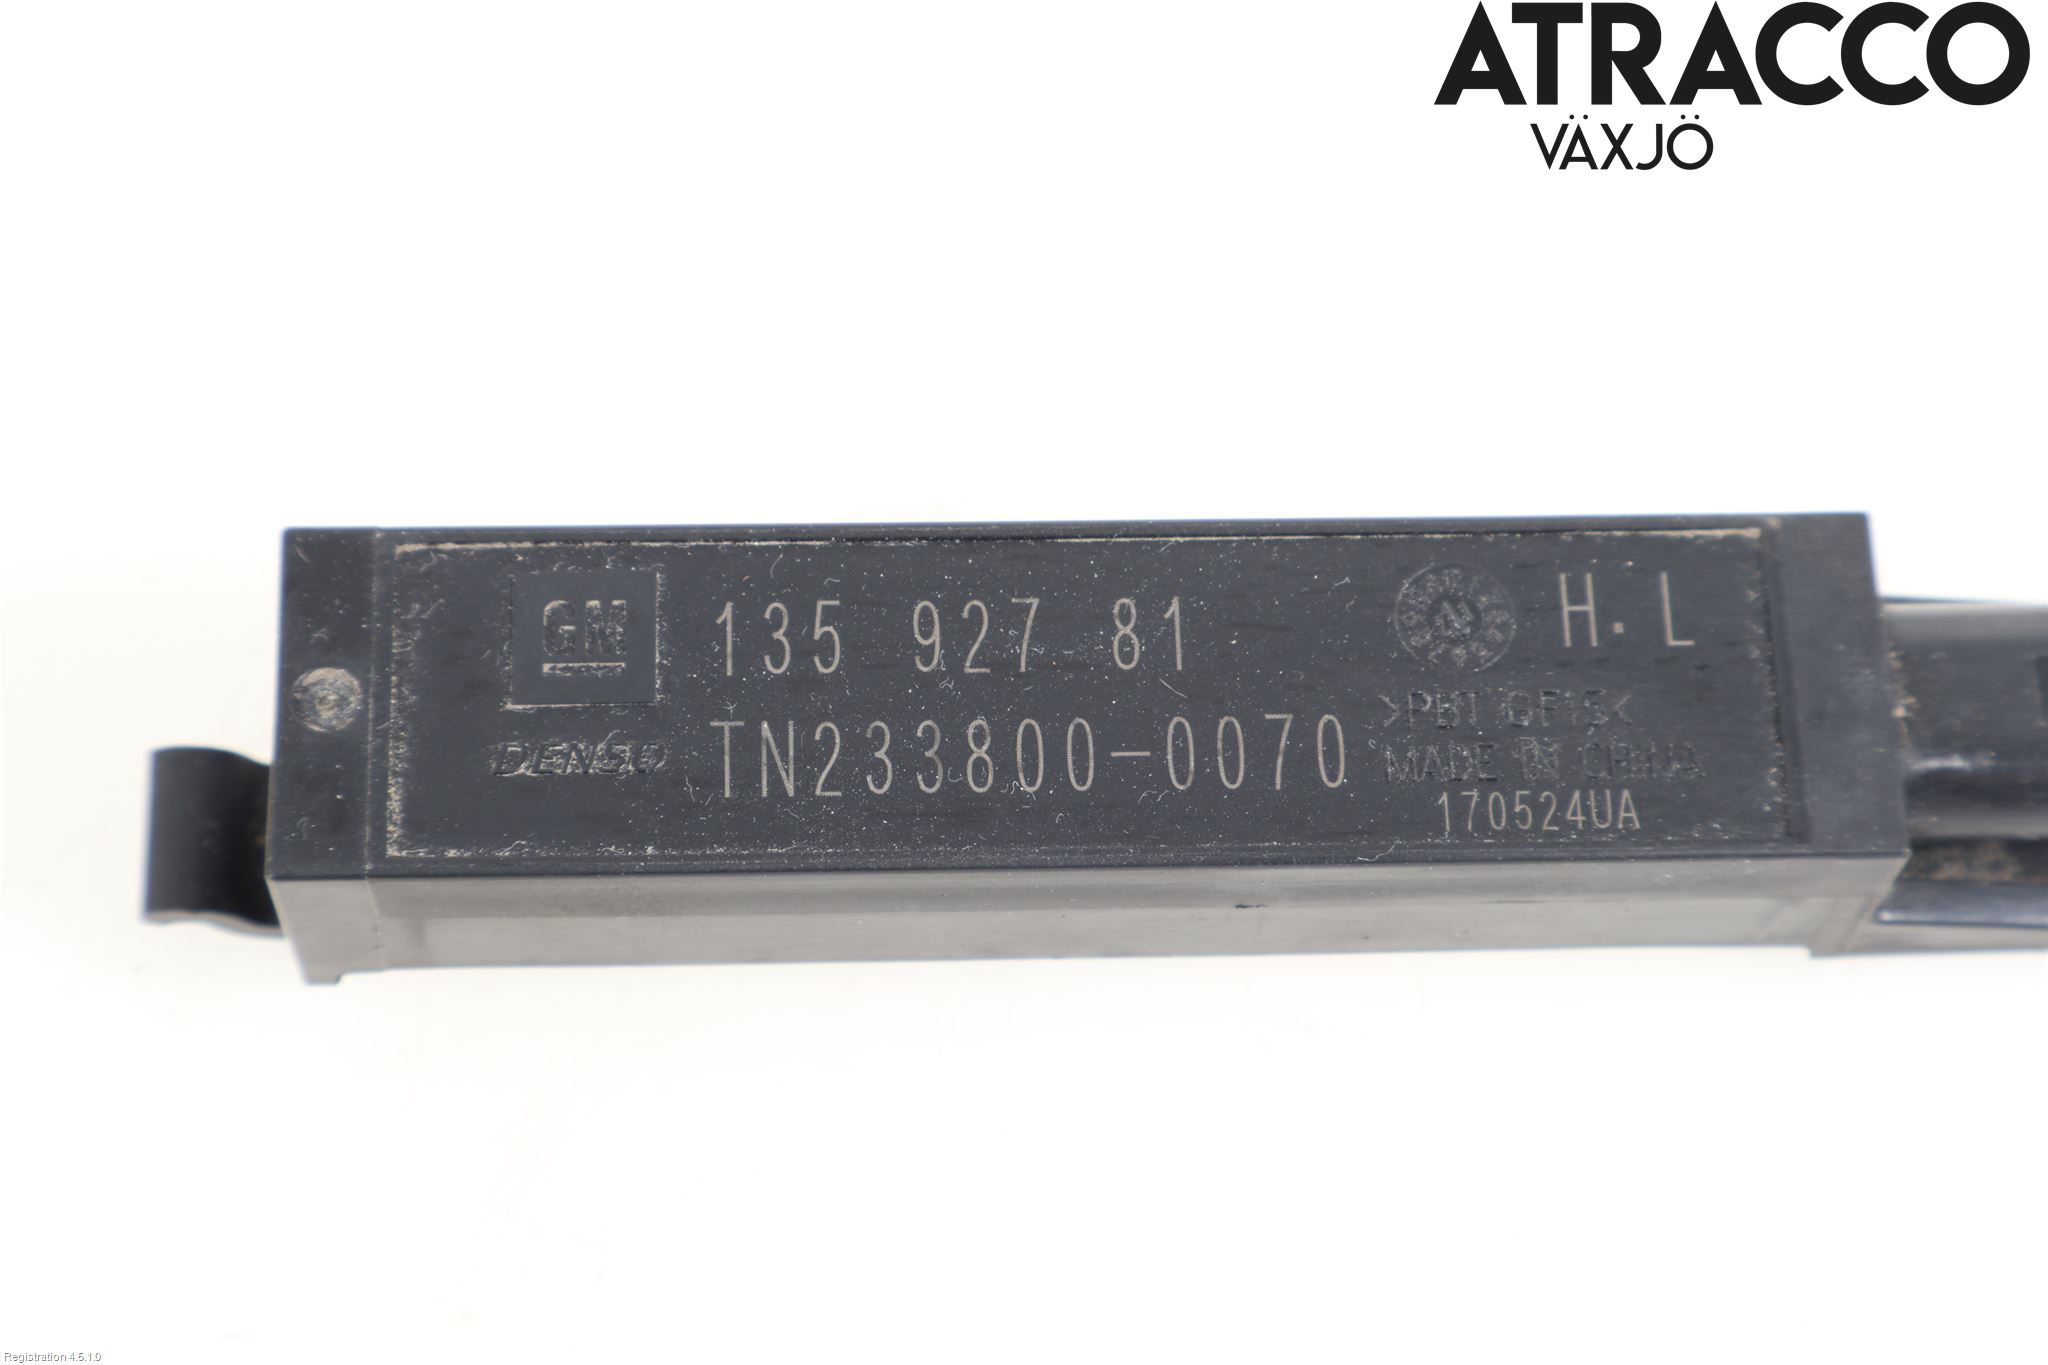 ATRACCO
VÄXJÖ
GM
135 927 81
H.L
DENSO
TN233800-0070
>PBT GF15<
MADE IN CHINA
170524UA
Registration 4.5.1.0